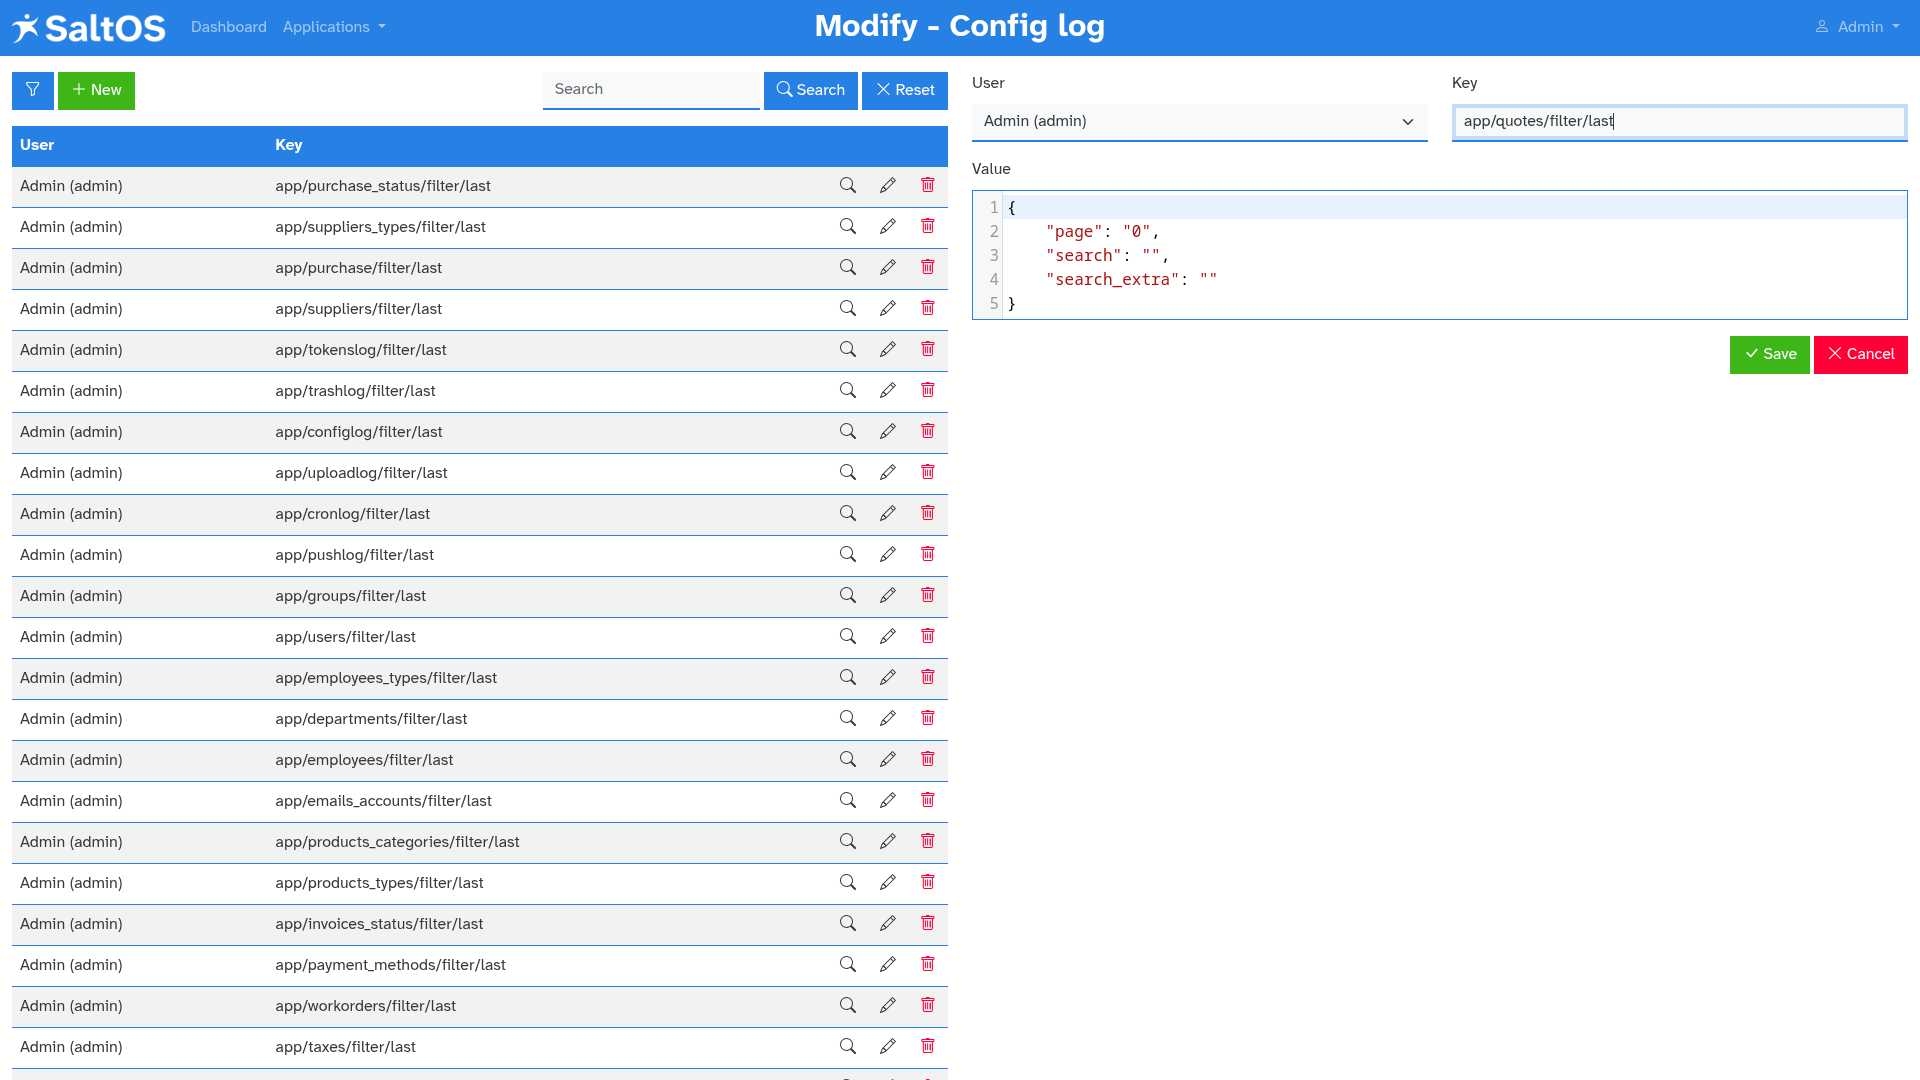 SaltOS Dashboard Applications Modify - Config log Admin
New Search Search Reset
User Key
Admin (admin) app/purchase_status/filter/last
Admin (admin) app/suppliers_types/filter/last
Admin (admin) app/purchase/filter/last
Admin (admin) app/suppliers/filter/last
Admin (admin) app/tokenslog/filter/last
Admin (admin) app/trashlog/filter/last
Admin (admin) app/configlog/filter/last
Admin (admin) app/uploadlog/filter/last
Admin (admin) app/cronlog/filter/last
Admin (admin) app/pushlog/filter/last
Admin (admin) app/groups/filter/last
Admin (admin) app/users/filter/last
Admin (admin) app/employees_types/filter/last
Admin (admin) app/departments/filter/last
Admin (admin) app/employees/filter/last
Admin (admin) app/emails_accounts/filter/last
Admin (admin) app/products_categories/filter/last
Admin (admin) app/products_types/filter/last
Admin (admin) app/invoices_status/filter/last
Admin (admin) app/payment_methods/filter/last
Admin (admin) app/workorders/filter/last
Admin (admin) app/taxes/filter/last
User Key
Admin (admin) app/quotes/filter/last
Value
1 {
2     "page": "0",
3     "search": "",
4     "search_extra": ""
5 }
Save Cancel